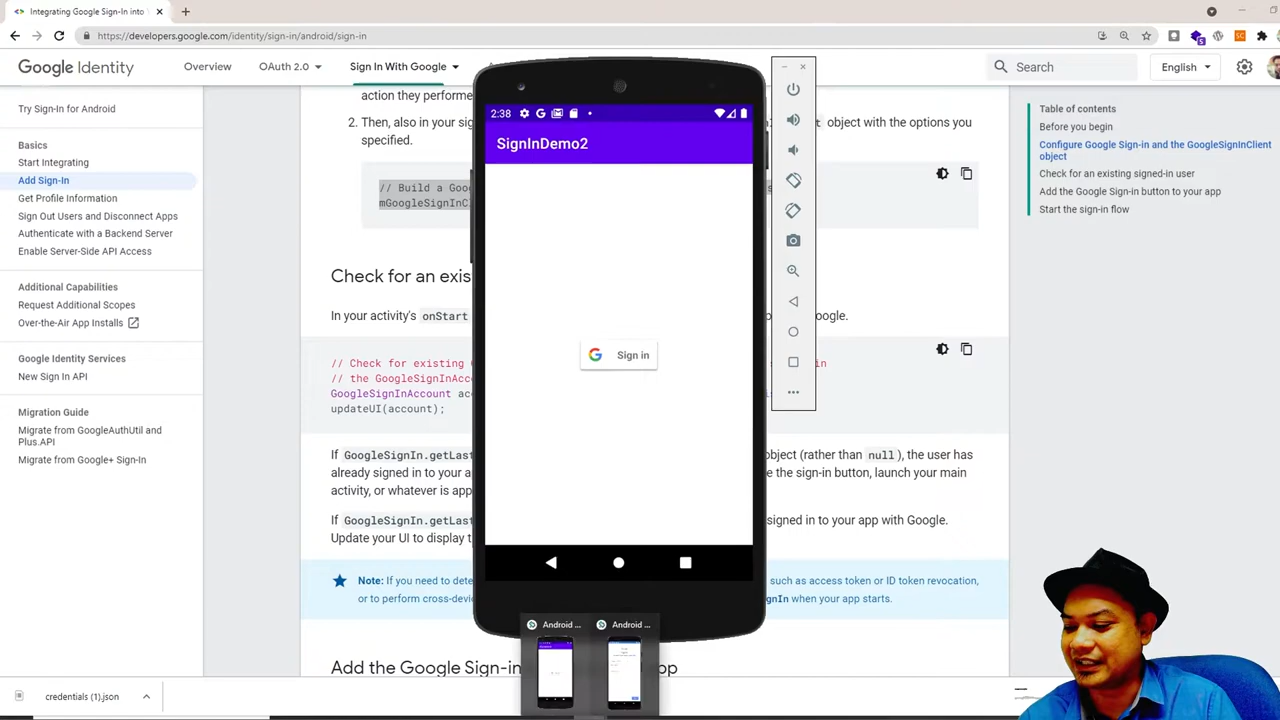 Integrating Google Sign-In into
https://developers.google.com/identity/sign-in/android/sign-in
Google Identity
Overview
OAuth 2.0
Sign In With Google
Search
English
Try Sign-In for Android
Basics
Start Integrating
Add Sign-In
Get Profile Information
Sign Out Users and Disconnect Apps
Authenticate with a Backend Server
Enable Server-Side API Access
Additional Capabilities
Request Additional Scopes
Over-the-Air App Installs
Google Identity Services
New Sign In API
Migration Guide
Migrate from GoogleAuthUtil and
Plus.API
Migrate from Google+ Sign-In
action they performe
2. Then, also in your sig object with the options you
specified.
// Build a Goo
mGoogleSignInCl
Check for an exis
In your activity's onStart ogle.
// Check for existing in
// the GoogleSignInAcc
GoogleSignInAccount acc
updateUI(account);
If GoogleSignIn.getLast object (rather than null), the user has
already signed in to your a e the sign-in button, launch your main
activity, or whatever is app
If GoogleSignIn.getLast signed in to your app with Google.
Update your UI to display t
Note: If you need to dete such as access token or ID token revocation,
or to perform cross-devi gnIn when your app starts.
Add the Google Sign-in app
2:38
SignInDemo2
Sign in
Android ...
Android ...
Table of contents
Before you begin
Configure Google Sign-in and the GoogleSignInClient
object
Check for an existing signed-in user
Add the Google Sign-in button to your app
Start the sign-in flow
credentials (1).json